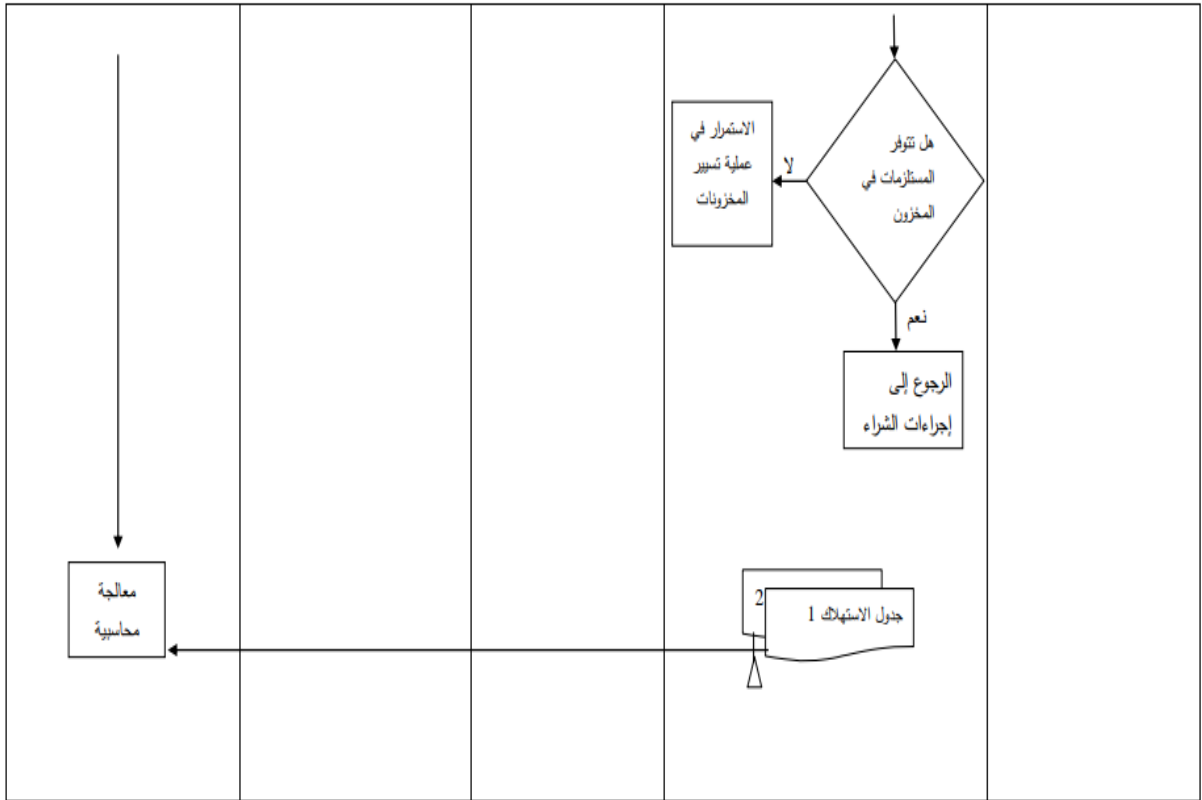 هل تتوفر
المستلزمات في
المخزون
لا
الاستمرار في
عملية تسيير
المخزونات
نعم
الرجوع إلى
إجراءات الشراء
2
جدول الاستهلاك 1
معالجة
محاسبية